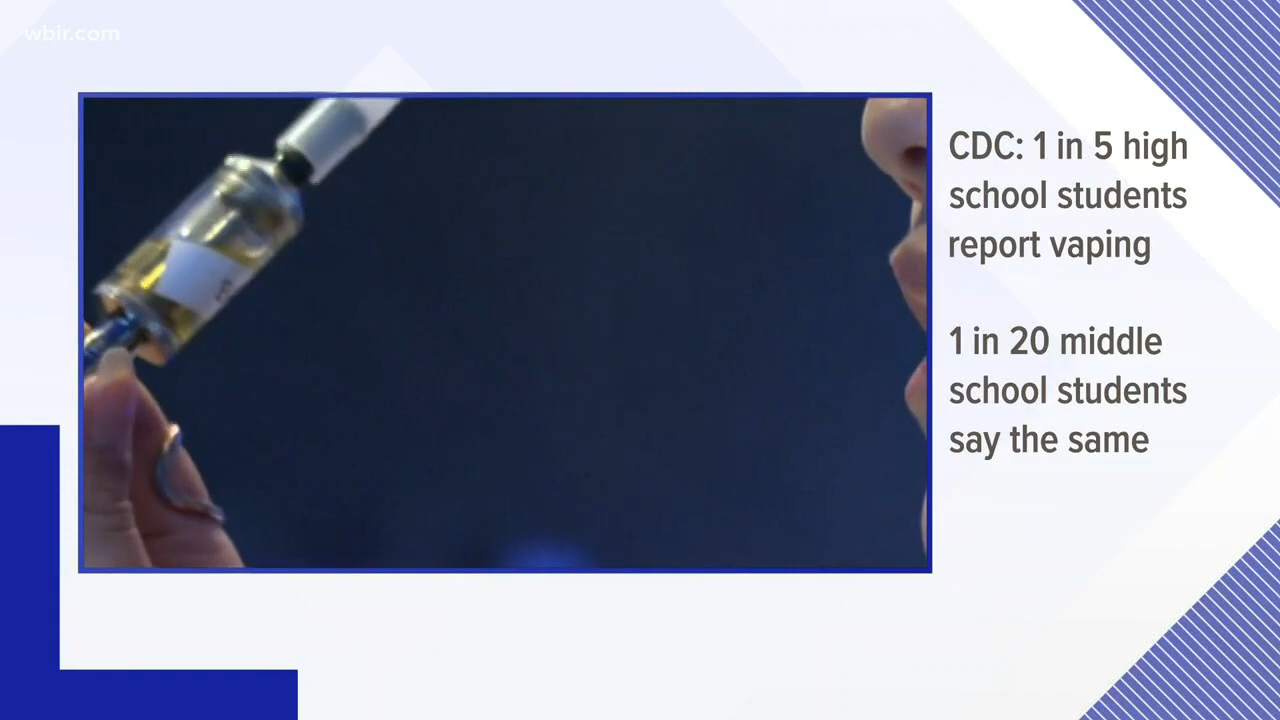 wbir.com
CDC: 1 in 5 high
school students
report vaping
1 in 20 middle
school students
say the same